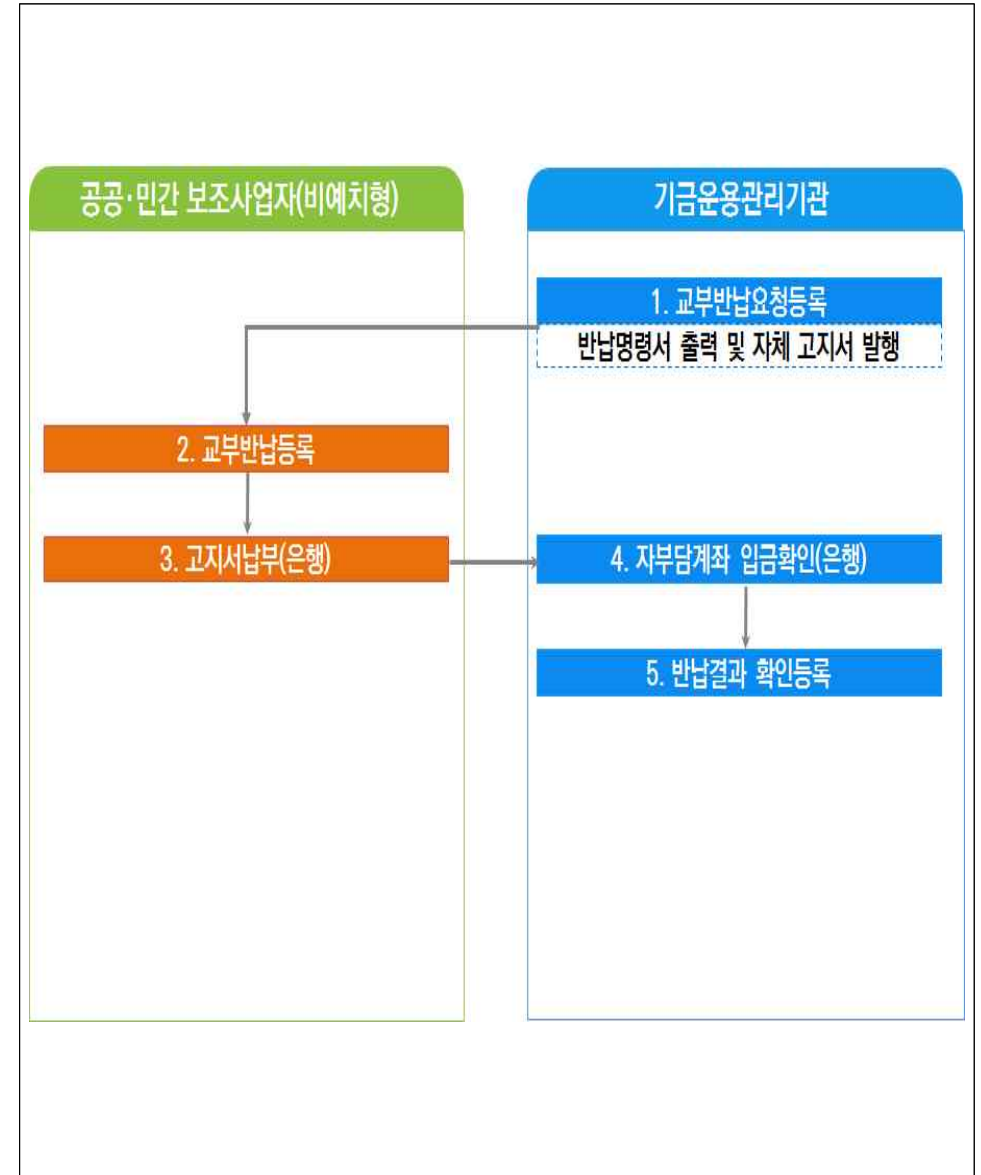 공공·민간 보조사업자(비예치형)
기금운용관리기관
1. 교부반납요청등록
반납명령서 출력 및 자체 고지서 발행
2. 교부반납등록
3. 고지서납부(은행)
4. 자부담계좌 입금확인(은행)
5. 반납결과 확인등록